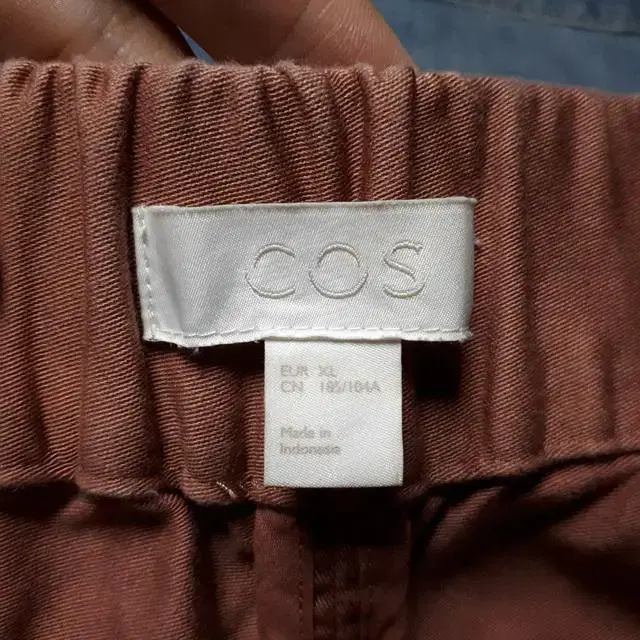 COS
EUR XL
CN 185/104A
Made in
Indonesia